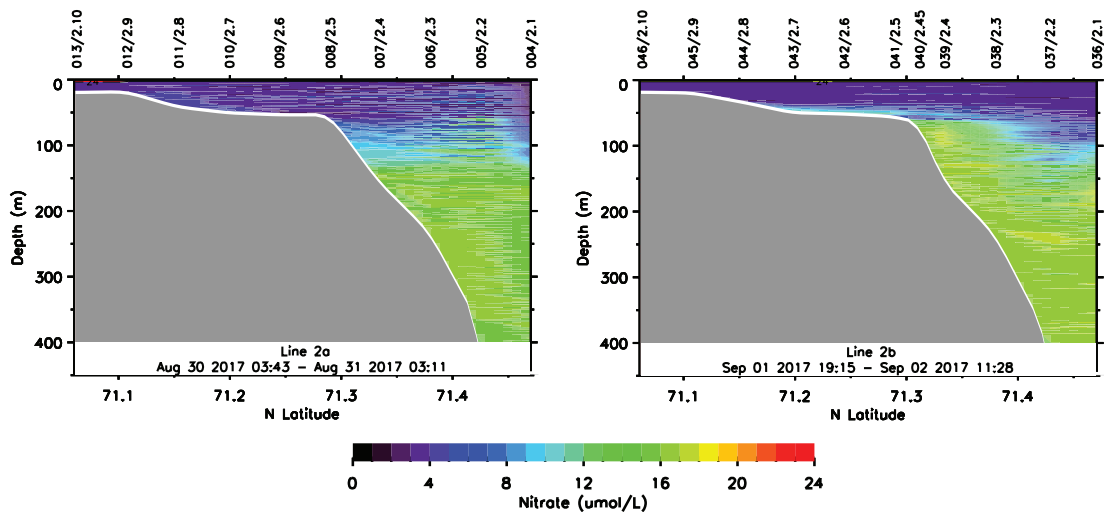 013/2.10 012/2.9 011/2.8 010/2.7 009/2.6 008/2.5 007/2.4 006/2.3 005/2.2 004/2.1
0
100
200
300
400
Depth (m)
Line 2a
Aug 30 2017 03:43 – Aug 31 2017 03:11
71.1 71.2 71.3 71.4
N Latitude
046/2.10 045/2.9 044/2.8 043/2.7 042/2.6 041/2.5 040/2.45 039/2.4 038/2.3 037/2.2 036/2.1
0
100
200
300
400
Depth (m)
Line 2b
Sep 01 2017 19:15 – Sep 02 2017 11:28
71.1 71.2 71.3 71.4
N Latitude
0 4 8 12 16 20 24
Nitrate (umol/L)